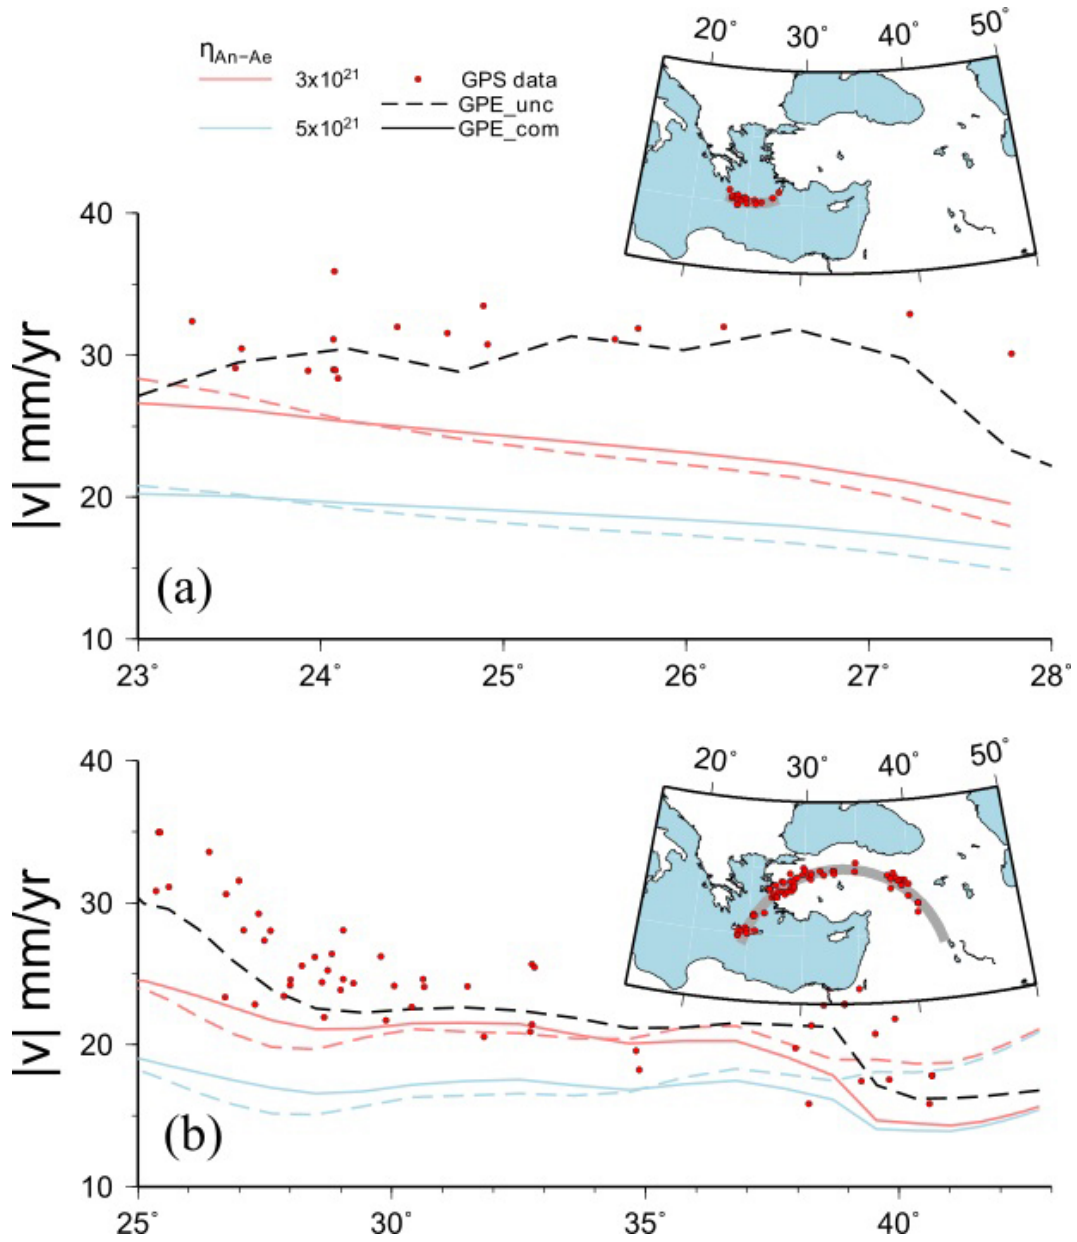 20° 30° 40° 50°
η_An−Ae
3x10²¹ GPS data
GPE_unc
5x10²¹ GPE_com
40
30
20
10
|v| mm/yr
(a)
23° 24° 25° 26° 27° 28°
20° 30° 40° 50°
40
30
20
10
|v| mm/yr
(b)
25° 30° 35° 40°